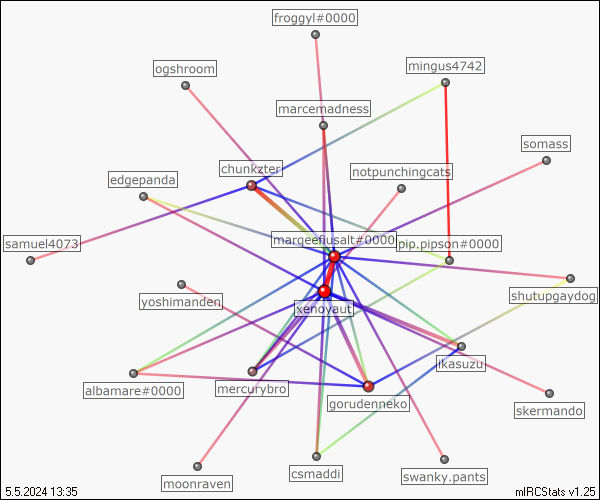 froggyl#0000
ogshroom
mingus4742
marcemadness
somass
chunkzter
notpunchingcats
edgepanda
samuel4073
margeefiusalt#0000
pip.pipson#0000
shutupgaydog
yoshimanden
xenoyaut
ikasuzu
albamare#0000
mercurybro
gorudenneko
skermando
moonraven
csmaddi
swanky.pants
5.5.2024 13:35
mIRCStats v1.25